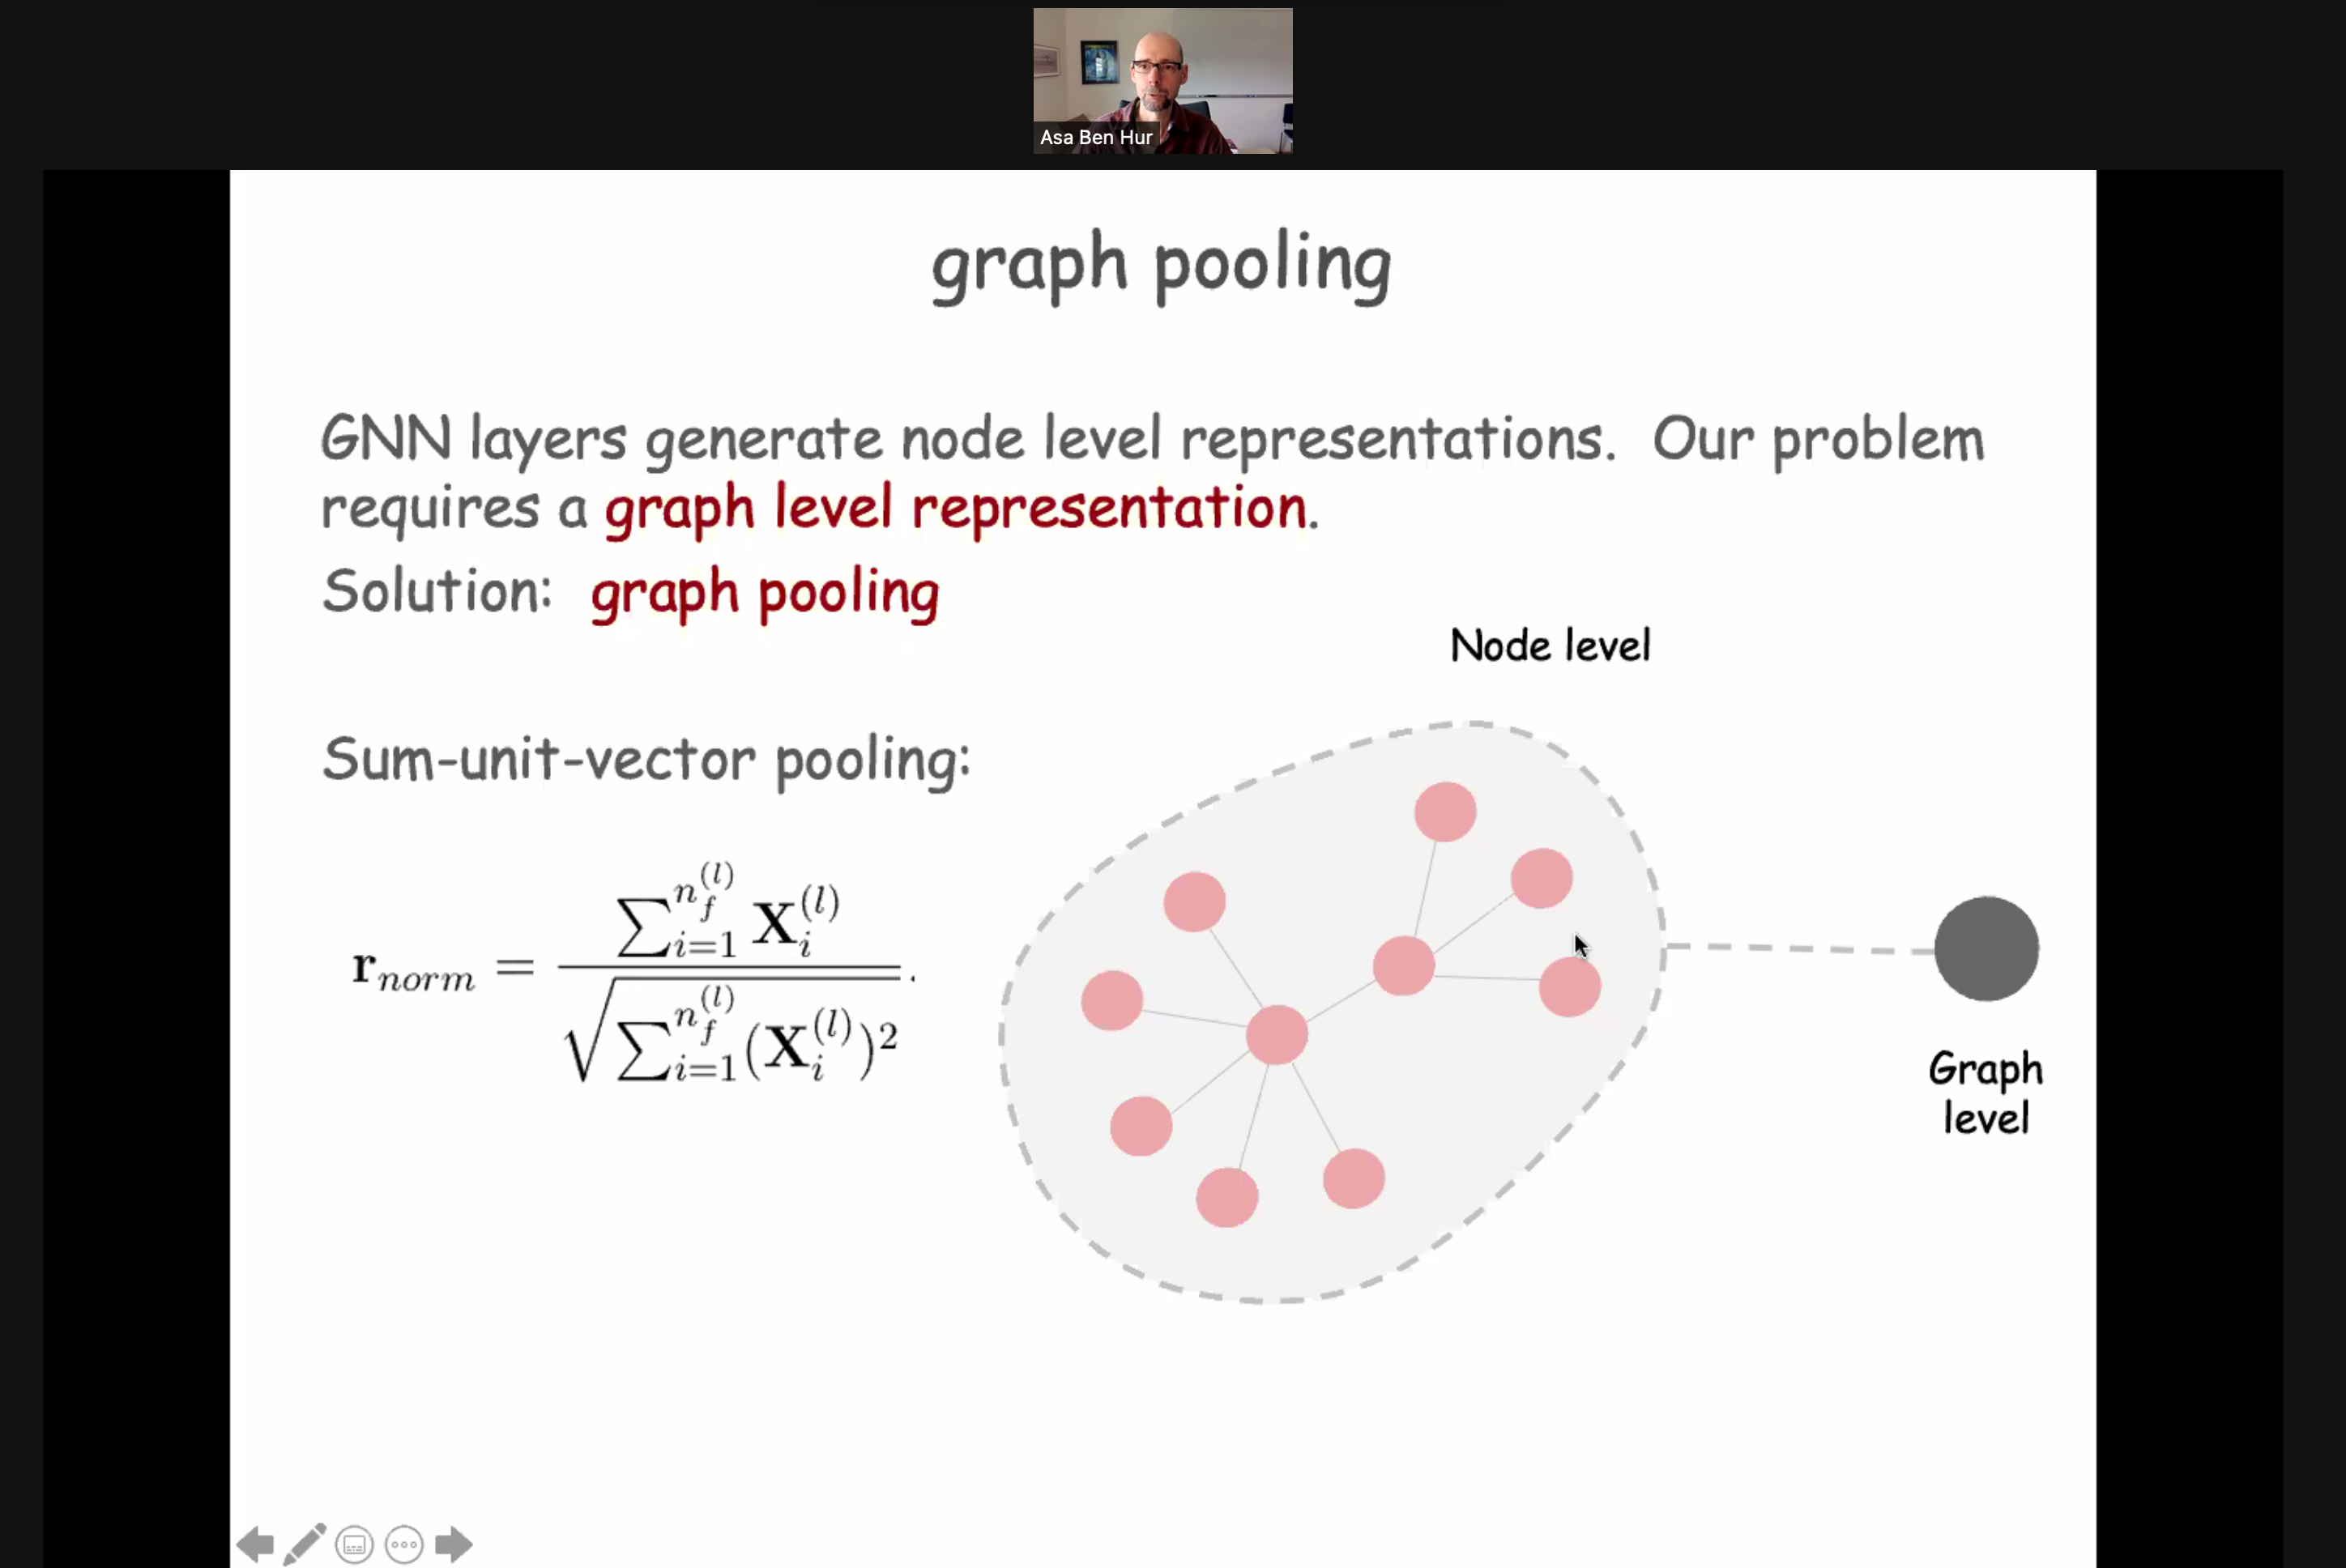 Asa Ben Hur
graph pooling
GNN layers generate node level representations. Our problem
requires a graph level representation.
Solution: graph pooling
Node level
Sum-unit-vector pooling:
$\mathbf{r}_{norm} = \frac{\sum_{i=1}^{n_f^{(l)}} \mathbf{X}_i^{(l)}}{\sqrt{\sum_{i=1}^{n_f^{(l)}} (\mathbf{X}_i^{(l)})^2}}.$
Graph
level